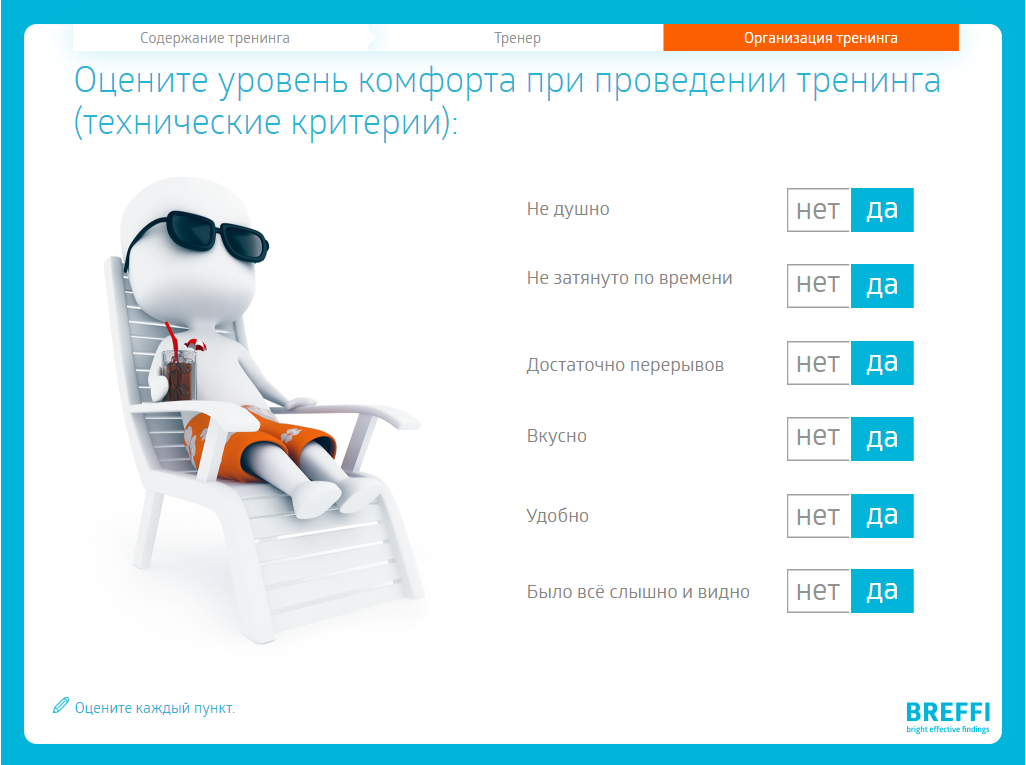 Содержание тренинга
Тренер
Организация тренинга
Оцените уровень комфорта при проведении тренинга
(технические критерии):
Не душно
нет да
Не затянуто по времени
нет да
Достаточно перерывов
нет да
Вкусно
нет да
Удобно
нет да
Было всё слышно и видно
нет да
Оцените каждый пункт.
BREFFI
bright effective findings